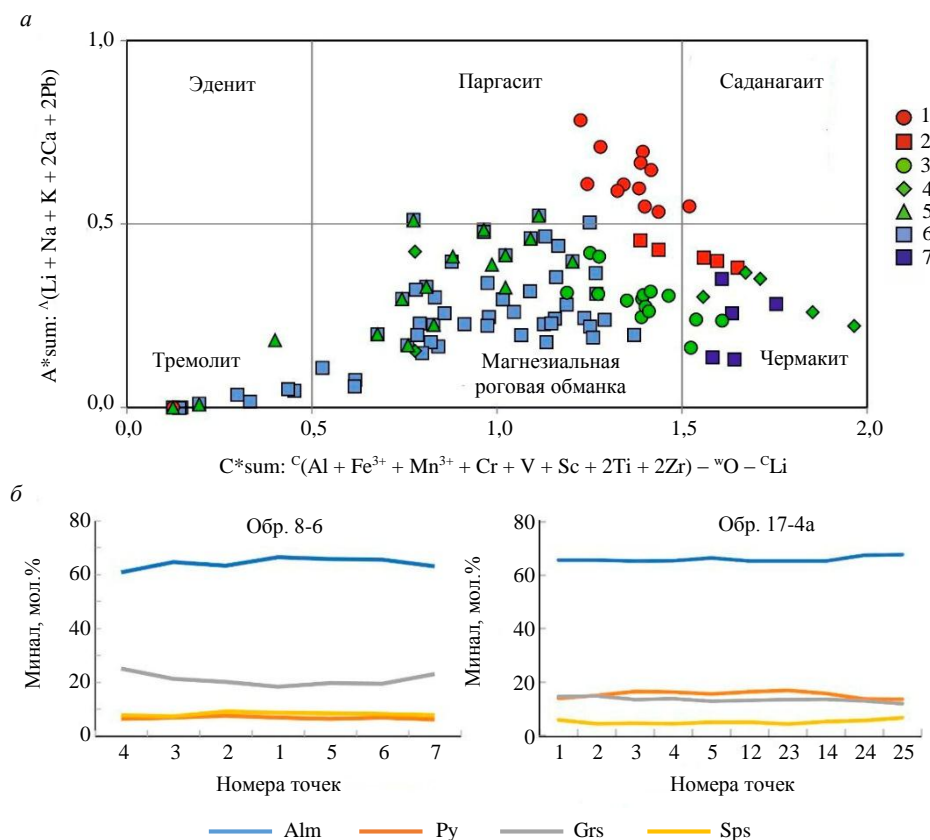 а
1,0
Эденит
Паргасит
Саданагаит
1
2
3
4
5
6
7
A*sum: ᴬ(Li + Na + K + 2Ca + 2Pb)
0,5
Тремолит
Магнезиальная
роговая обманка
Чермакит
0,0
0,0 0,5 1,0 1,5 2,0
C*sum: ᶜ(Al + Fe³⁺ + Mn³⁺ + Cr + V + Sc + 2Ti + 2Zr) – ʷO – ᶜLi
б
Обр. 8-6
Минал, мол.%
80
60
40
20
0
4 3 2 1 5 6 7
Номера точек
Обр. 17-4а
Минал, мол.%
80
60
40
20
0
1 2 3 4 5 12 23 14 24 25
Номера точек
Alm Py Grs Sps